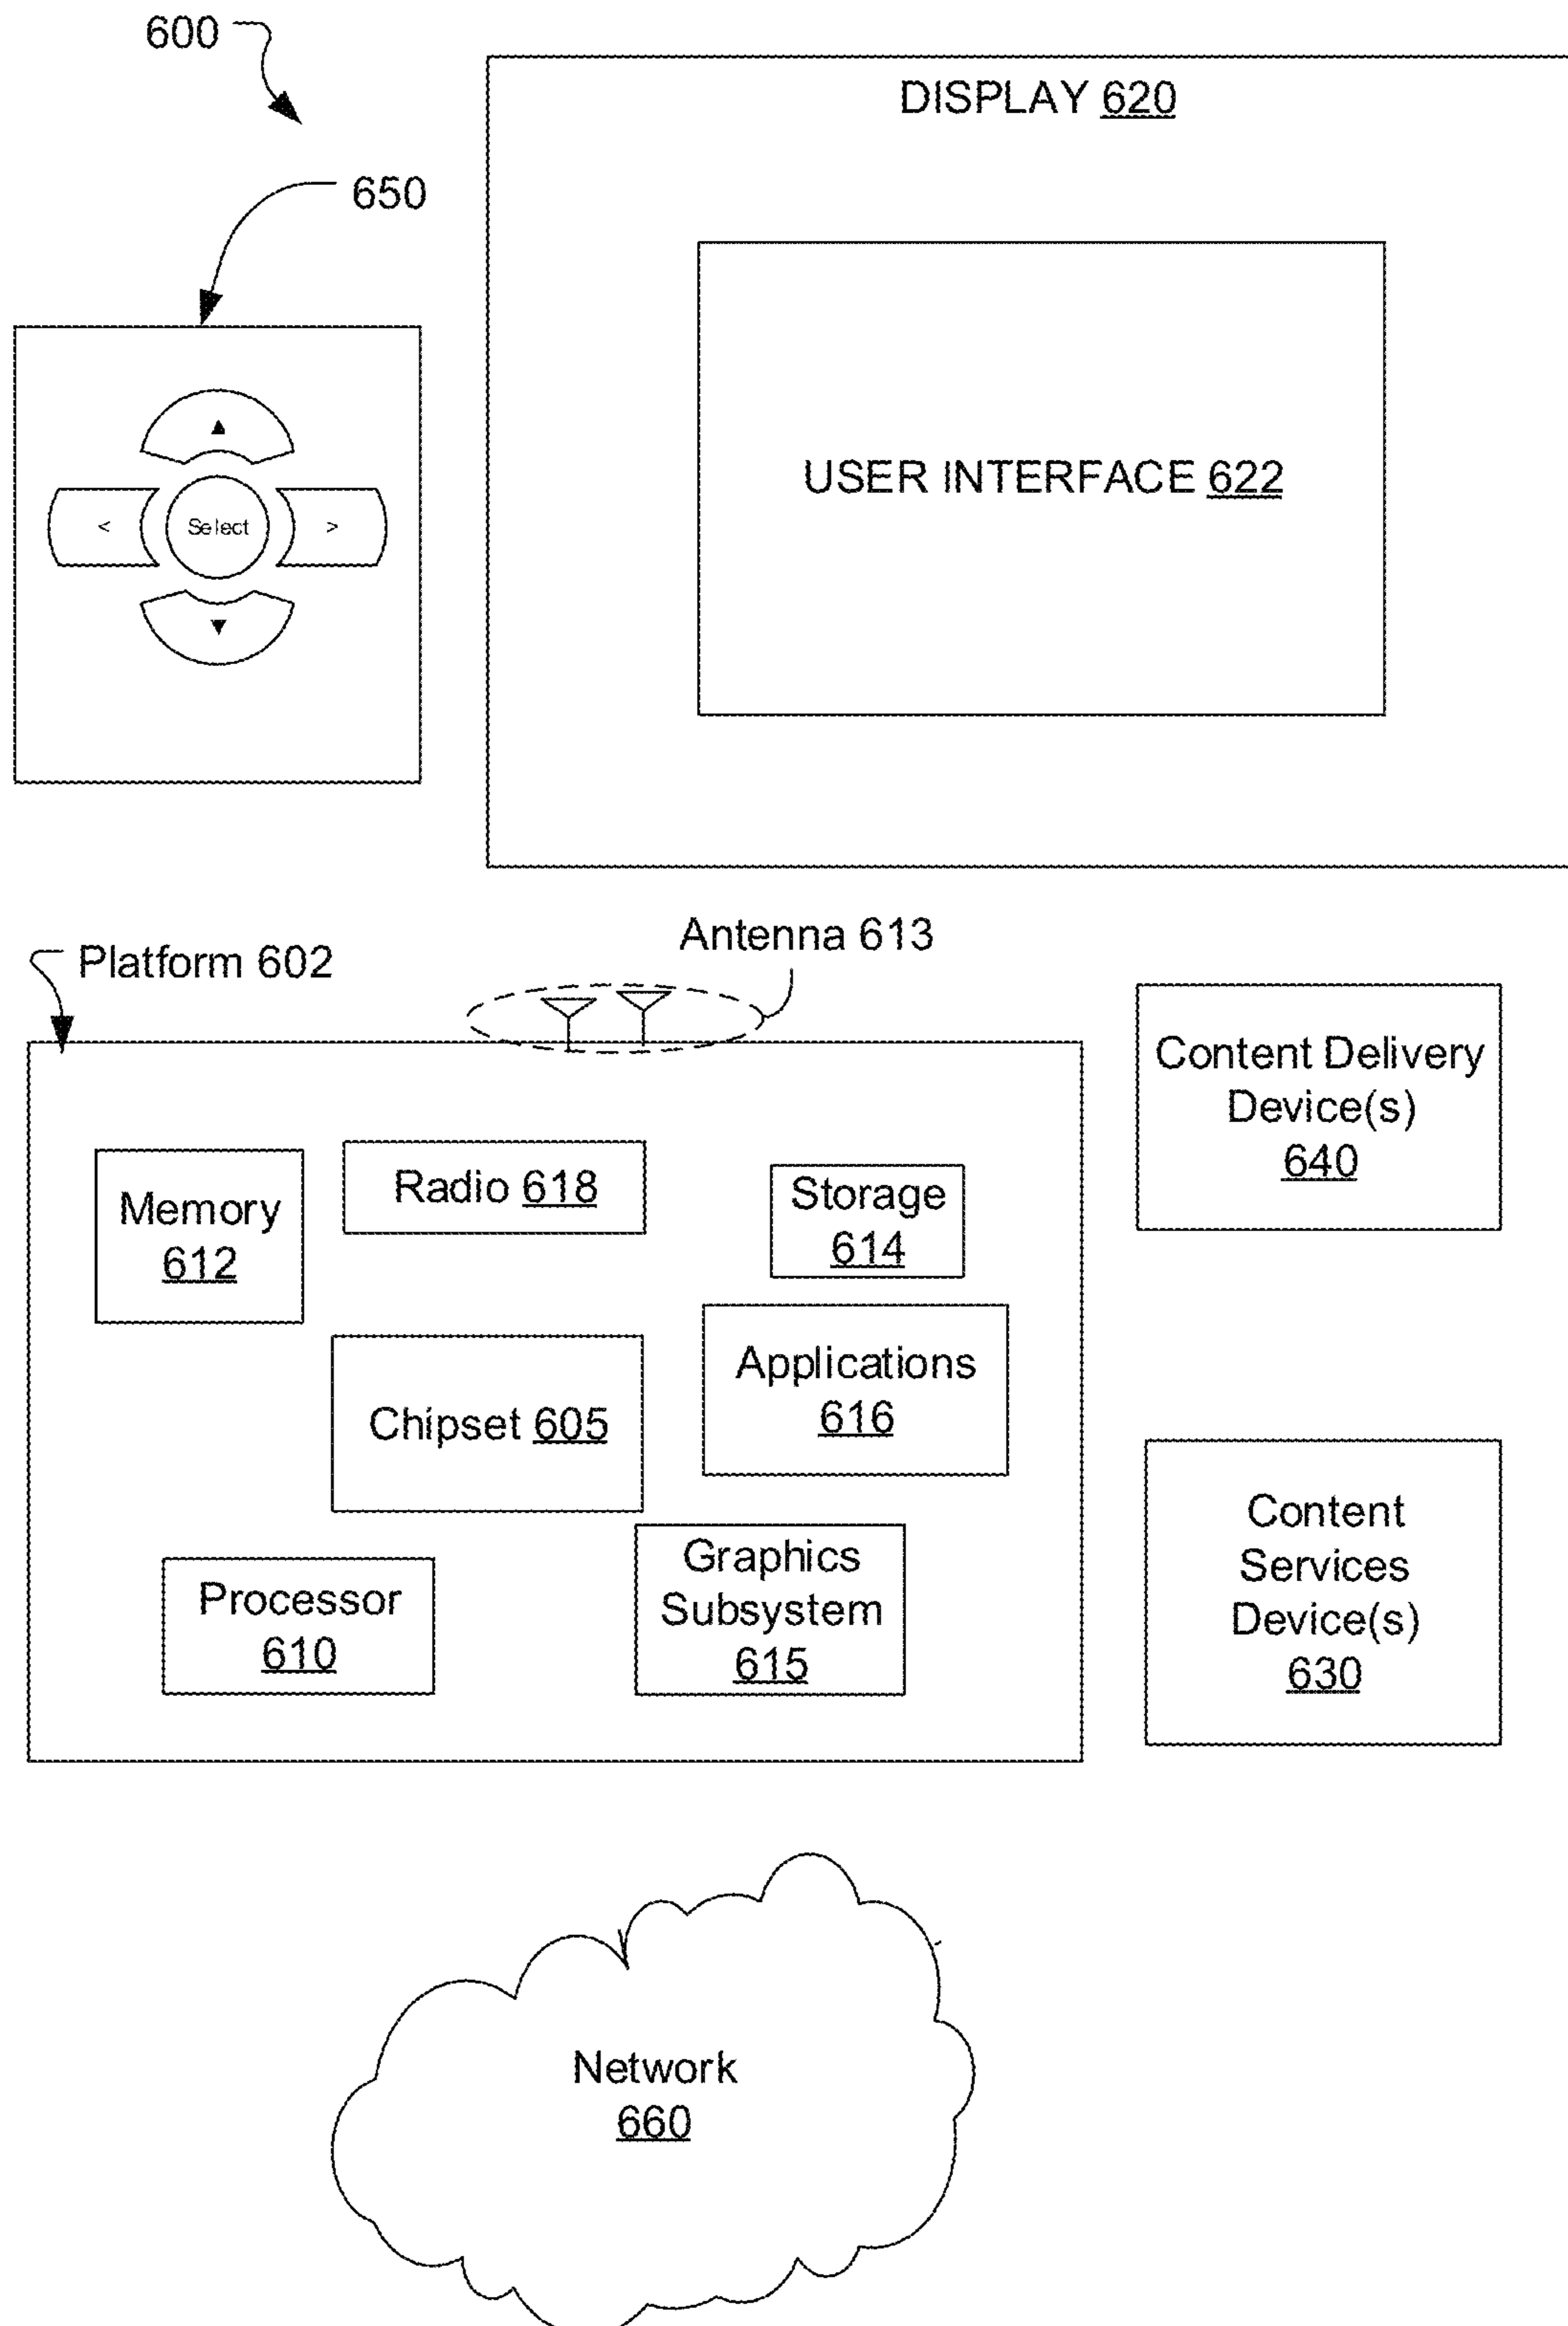 600
DISPLAY 620
650
USER INTERFACE 622
▲
< Select >
▼
Antenna 613
Platform 602
Content Delivery
Device(s)
640
Memory
612
Radio 618
Storage
614
Chipset 605
Applications
616
Processor
610
Graphics
Subsystem
615
Content
Services
Device(s)
630
Network
660